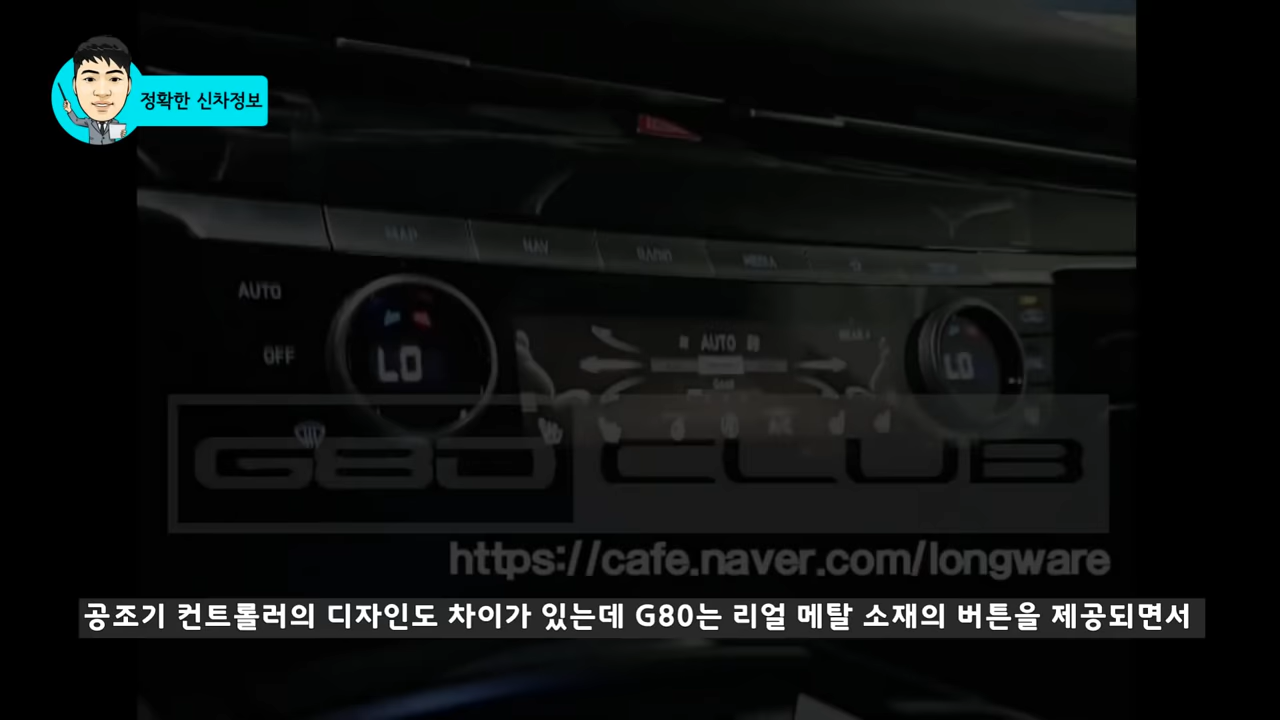 정확한 신차정보
MAP NAV RADIO MEDIA
AUTO
OFF
LO
AUTO
LO
G80 CLUB
https://cafe.naver.com/longware
공조기 컨트롤러의 디자인도 차이가 있는데 G80는 리얼 메탈 소재의 버튼을 제공되면서